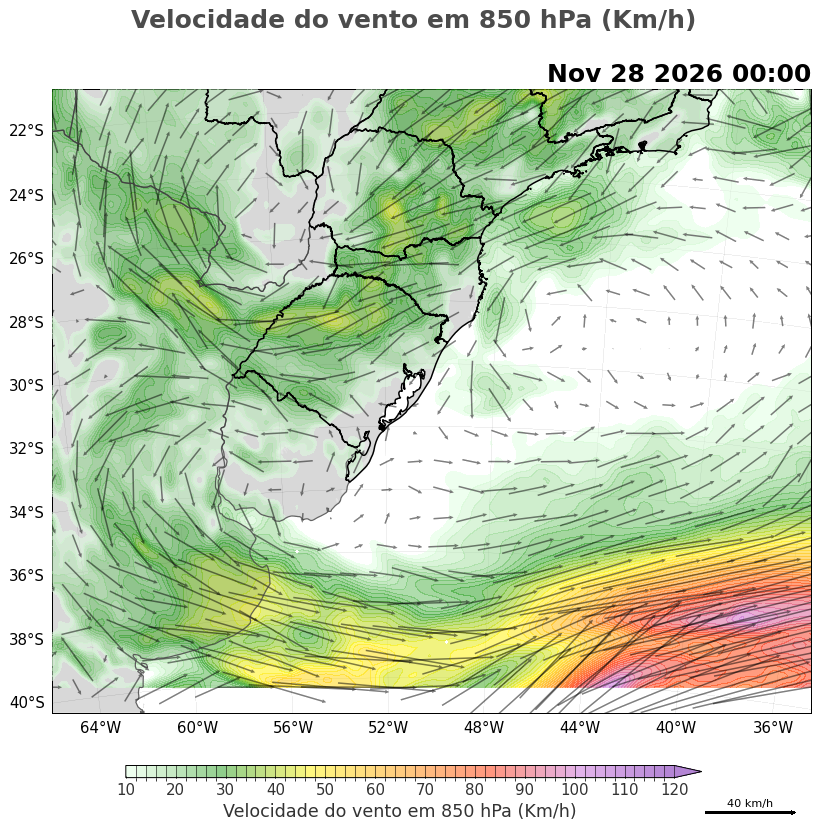 Velocidade do vento em 850 hPa (Km/h)
Nov 28 2026 00:00
22°S
24°S
26°S
28°S
30°S
32°S
34°S
36°S
38°S
40°S
64°W 60°W 56°W 52°W 48°W 44°W 40°W 36°W
10 20 30 40 50 60 70 80 90 100 110 120
Velocidade do vento em 850 hPa (Km/h)
40 km/h